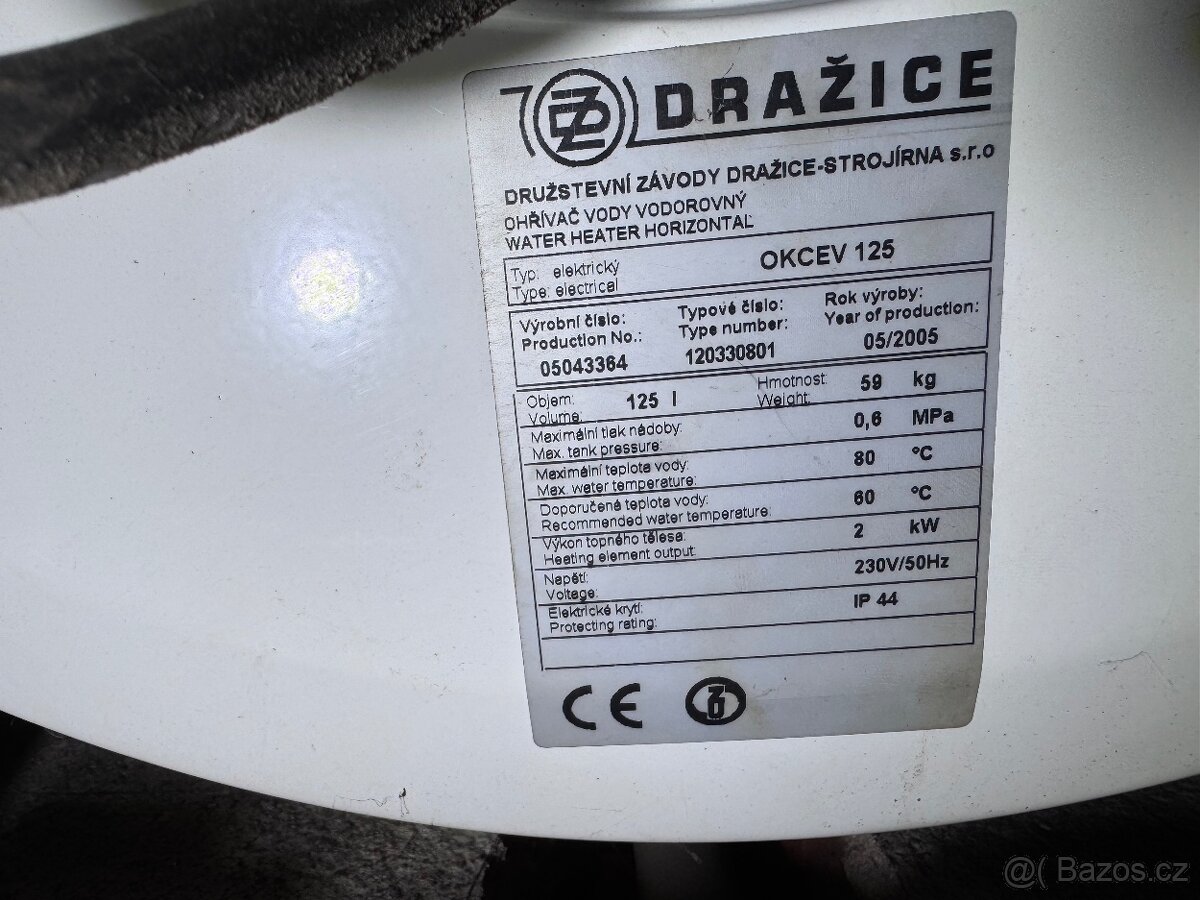 DRAŽICE
DRUŽSTEVNÍ ZÁVODY DRAŽICE-STROJÍRNA s.r.o
OHŘÍVAČ VODY VODOROVNÝ
WATER HEATER HORIZONTAL
Typ: elektrický
Type: electrical
OKCEV 125
Výrobní číslo:
Production No.:
05043364
Typové číslo:
Type number:
120330801
Rok výroby:
Year of production:
05/2005
Objem:
Volume:
125 l
Hmotnost:
Weight:
59 kg
Maximální tlak nádoby:
Max. tank pressure:
0,6 MPa
Maximální teplota vody:
Max. water temperature:
80 °C
Doporučená teplota vody:
Recommended water temperature:
60 °C
Výkon topného tělesa:
Heating element output:
2 kW
Napětí:
Voltage:
230V/50Hz
Elektrické krytí:
Protecting rating:
IP 44
CE
@( Bazos.cz